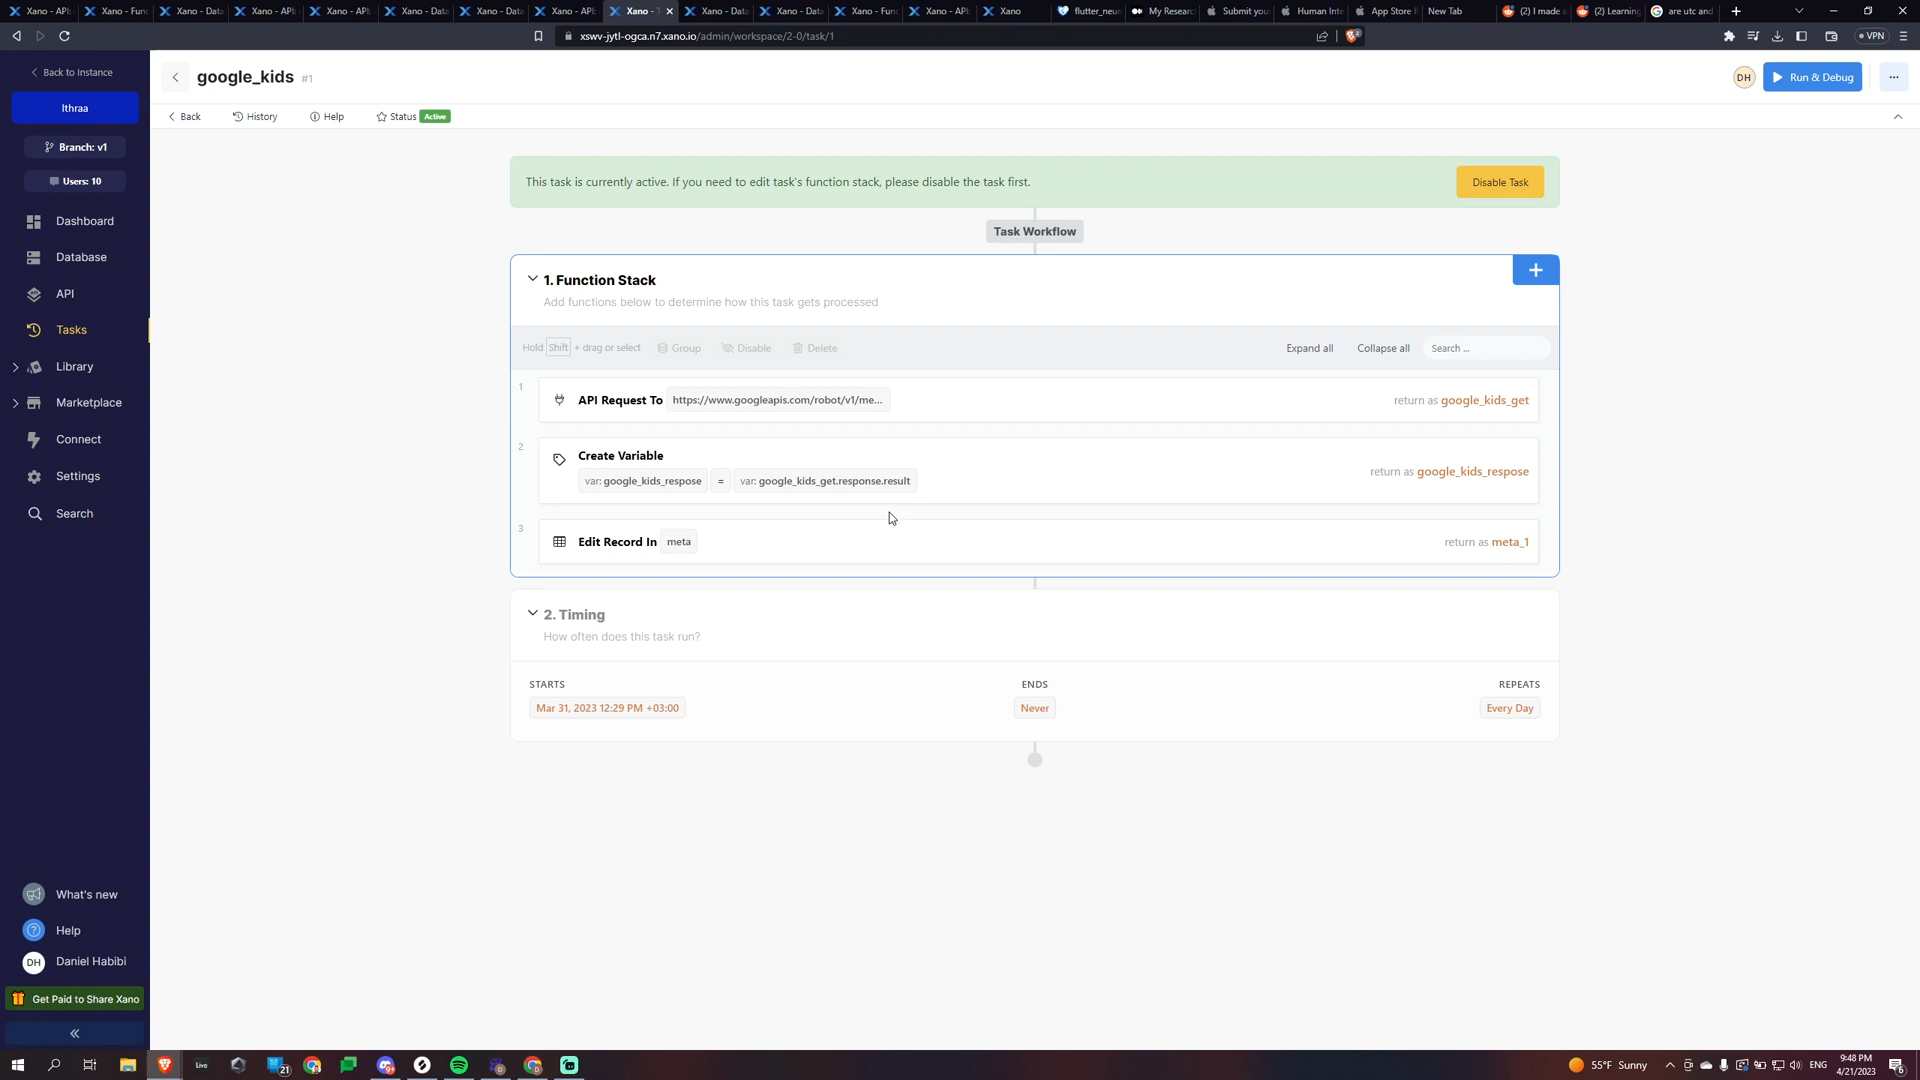 Xano - API:
Xano - Func
Xano - Data
Xano - API:
Xano - API:
Xano - Data
Xano - Data
Xano - API:
Xano - T
Xano - Data
Xano - Data
Xano - Func
Xano - API:
Xano
flutter_neum
My Researc
Submit you
Human Inte
App Store R
New Tab
(2) I made a
(2) Learning
are utc and
xswv-jytl-ogca.n7.xano.io/admin/workspace/2-0/task/1
VPN
Back to Instance
google_kids #1
DH
Run & Debug
Ithraa
Back
History
Help
Status Active
Branch: v1
Users: 10
This task is currently active. If you need to edit task's function stack, please disable the task first.
Disable Task
Dashboard
Task Workflow
Database
1. Function Stack
API
Add functions below to determine how this task gets processed
Tasks
Hold Shift + drag or select
Group
Disable
Delete
Expand all
Collapse all
Search ...
Library
1
API Request To https://www.googleapis.com/robot/v1/me...
return as google_kids_get
Marketplace
Connect
2
Create Variable
var: google_kids_respose = var: google_kids_get.response.result
return as google_kids_respose
Settings
Search
3
Edit Record In meta
return as meta_1
2. Timing
How often does this task run?
STARTS
ENDS
REPEATS
Mar 31, 2023 12:29 PM +03:00
Never
Every Day
What's new
Help
DH
Daniel Habibi
Get Paid to Share Xano
Live
21
55°F Sunny
ENG
9:48 PM
4/21/2023
6